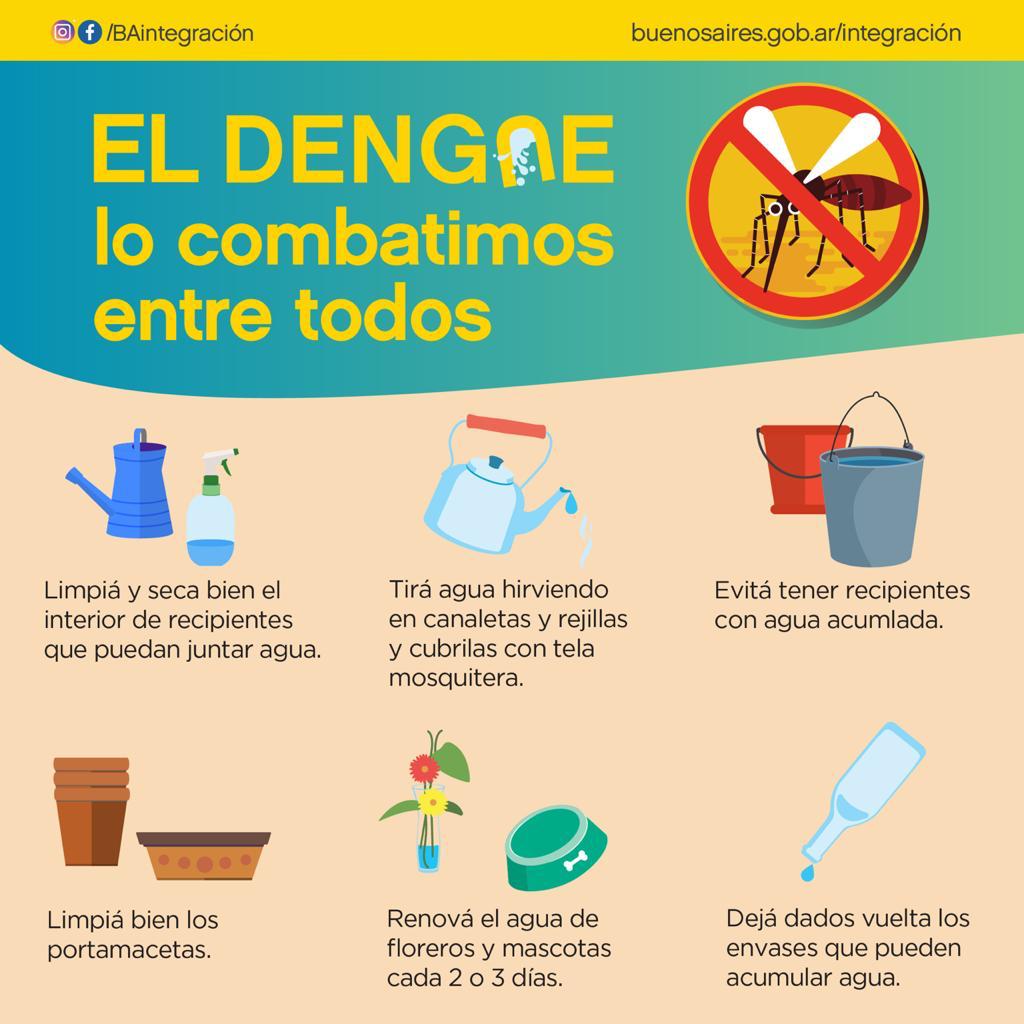 /BAintegración
buenosaires.gob.ar/integración
EL DENGUE
lo combatimos
entre todos
Limpiá y seca bien el
interior de recipientes
que puedan juntar agua.
Tirá agua hirviendo
en canaletas y rejillas
y cubrilas con tela
mosquitera.
Evitá tener recipientes
con agua acumlada.
Limpiá bien los
portamacetas.
Renová el agua de
floreros y mascotas
cada 2 o 3 días.
Dejá dados vuelta los
envases que pueden
acumular agua.